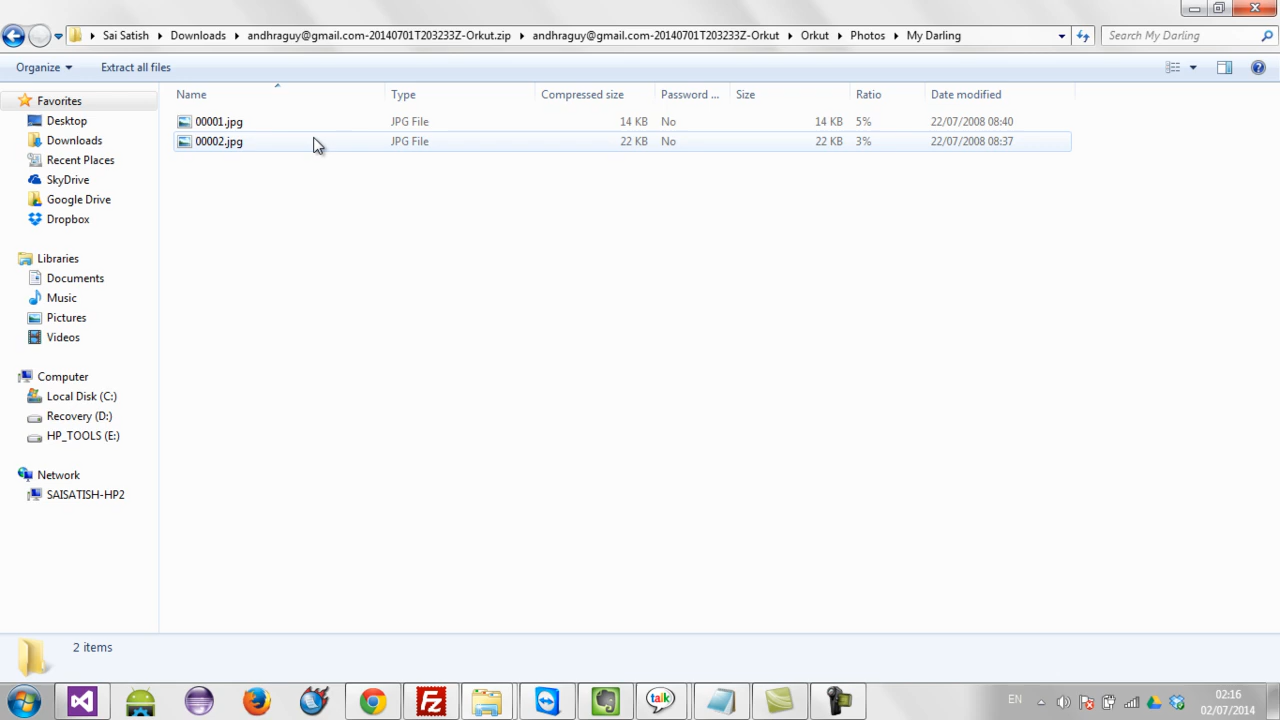 Sai Satish Downloads andhraguy@gmail.com-20140701T203233Z-Orkut.zip andhraguy@gmail.com-20140701T203233Z-Orkut Orkut Photos My Darling Search My Darling
Organize Extract all files
Name Type Compressed size Password ... Size Ratio Date modified
00001.jpg JPG File 14 KB No 14 KB 5% 22/07/2008 08:40
00002.jpg JPG File 22 KB No 22 KB 3% 22/07/2008 08:37
Favorites
Desktop
Downloads
Recent Places
SkyDrive
Google Drive
Dropbox
Libraries
Documents
Music
Pictures
Videos
Computer
Local Disk (C:)
Recovery (D:)
HP_TOOLS (E:)
Network
SAISATISH-HP2
2 items
talk
EN
02:16
02/07/2014